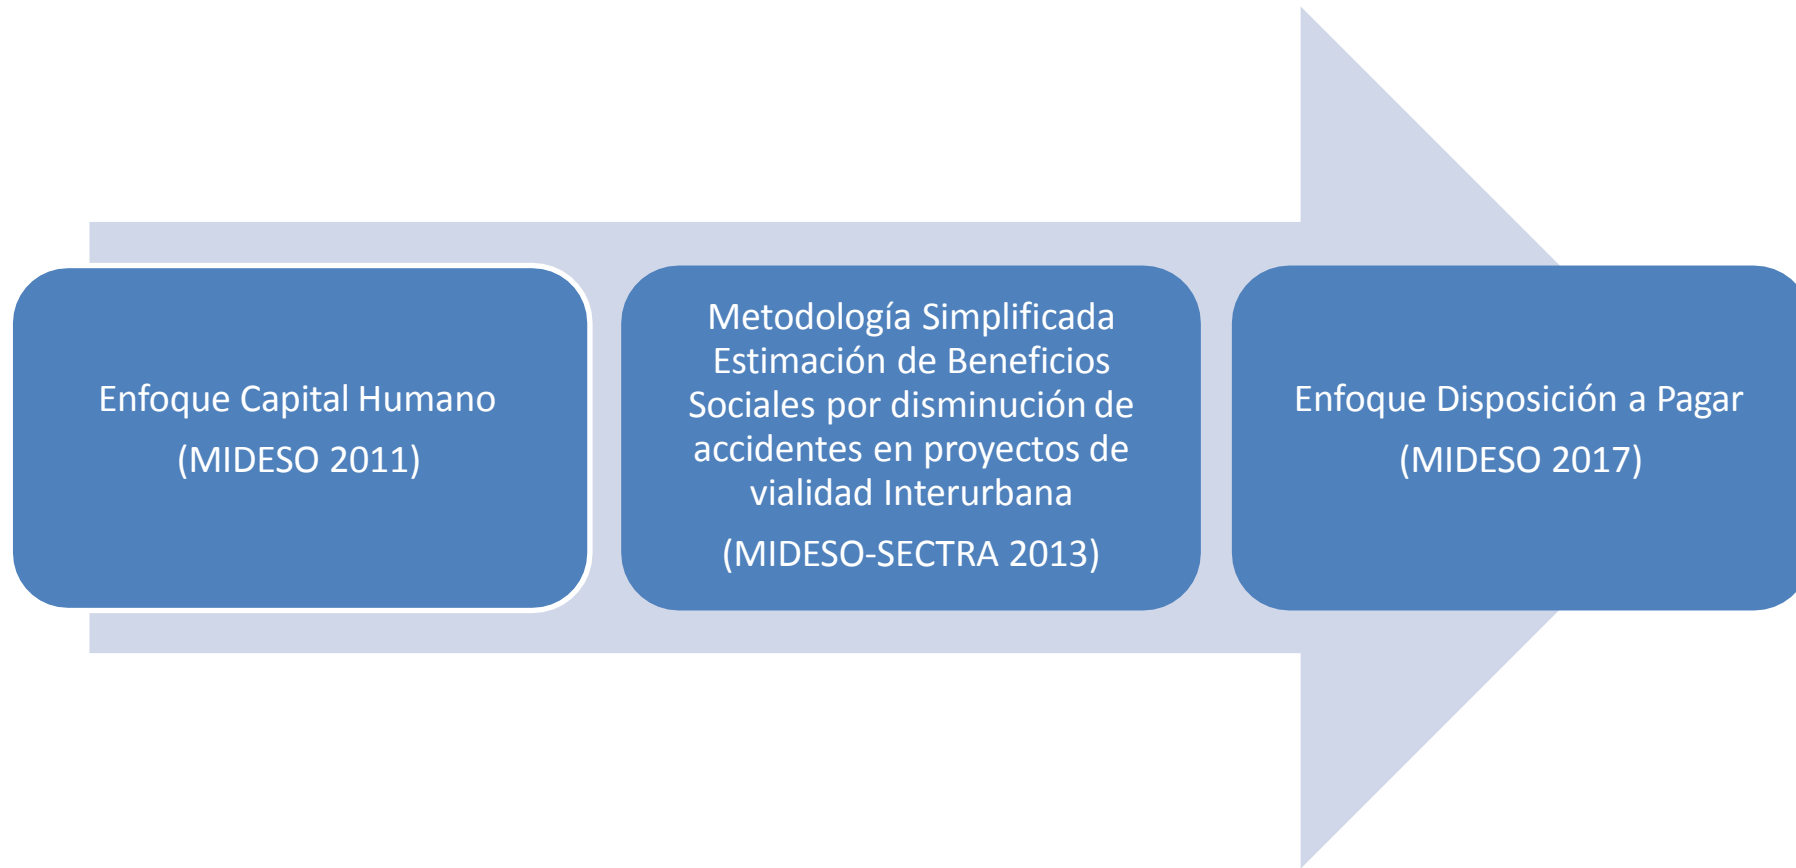 Enfoque Capital Humano
(MIDESO 2011)
Metodología Simplificada
Estimación de Beneficios
Sociales por disminución de
accidentes en proyectos de
vialidad Interurbana
(MIDESO-SECTRA 2013)
Enfoque Disposición a Pagar
(MIDESO 2017)